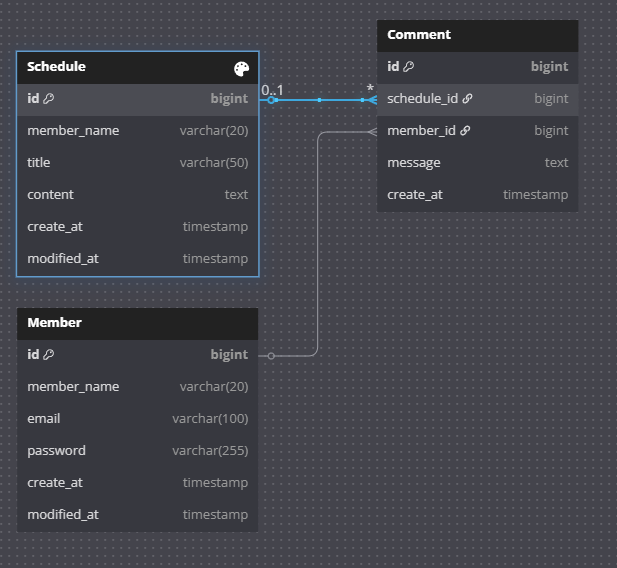 Schedule
id bigint
member_name varchar(20)
title varchar(50)
content text
create_at timestamp
modified_at timestamp
0..1 *
Comment
id bigint
schedule_id bigint
member_id bigint
message text
create_at timestamp
Member
id bigint
member_name varchar(20)
email varchar(100)
password varchar(255)
create_at timestamp
modified_at timestamp